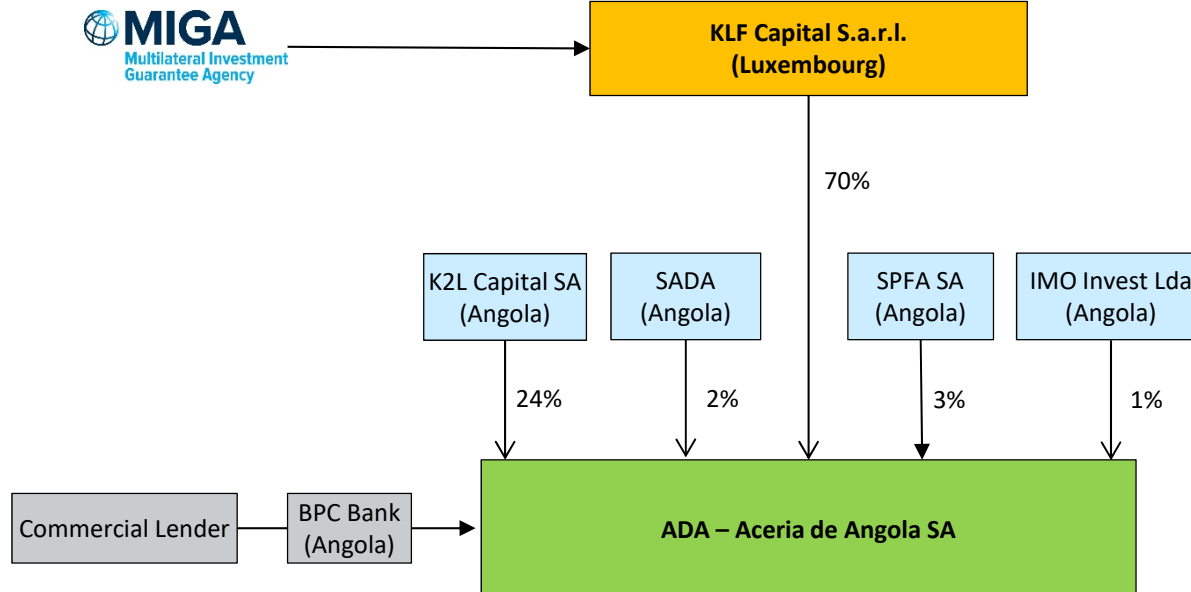 MIGA
Multilateral Investment
Guarantee Agency
KLF Capital S.a.r.l.
(Luxembourg)
70%
K2L Capital SA
(Angola)
SADA
(Angola)
SPFA SA
(Angola)
IMO Invest Lda
(Angola)
24%
2%
3%
1%
Commercial Lender
BPC Bank
(Angola)
ADA – Aceria de Angola SA